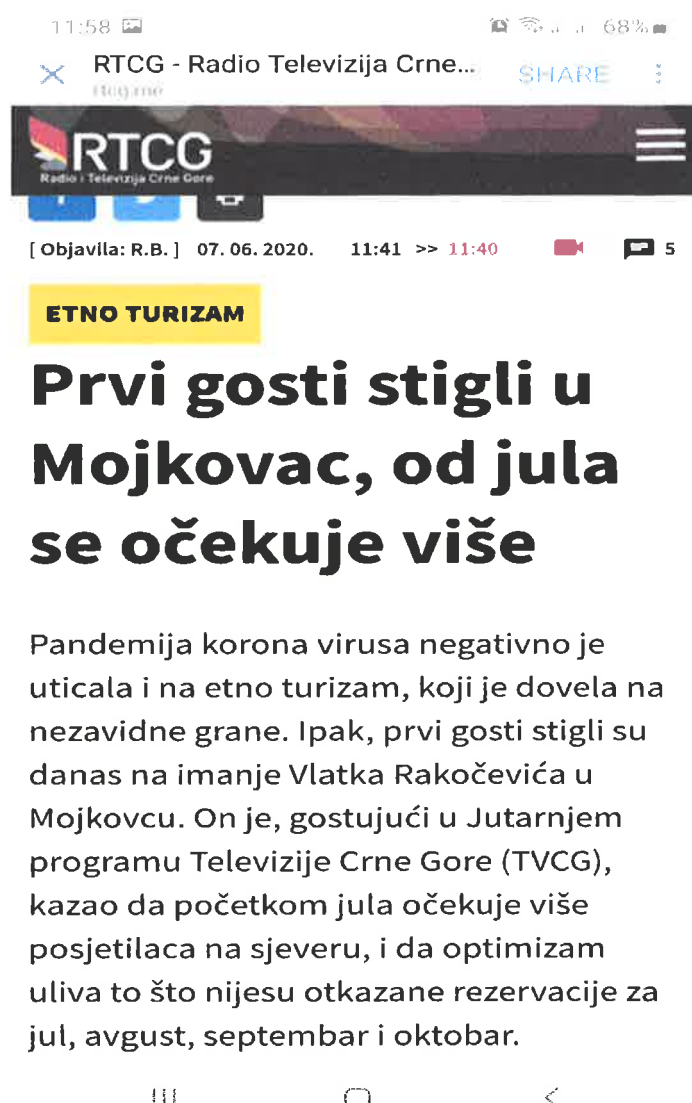 11:58 68%
RTCG - Radio Televizija Crne...
rtcg.me
SHARE
RTCG
Radio i Televizija Crne Gore
[ Objavila: R.B. ] 07. 06. 2020. 11:41 >> 11:40 5
ETNO TURIZAM
Prvi gosti stigli u
Mojkovac, od jula
se očekuje više
Pandemija korona virusa negativno je
uticala i na etno turizam, koji je dovela na
nezavidne grane. Ipak, prvi gosti stigli su
danas na imanje Vlatka Rakočevića u
Mojkovcu. On je, gostujući u Jutarnjem
programu Televizije Crne Gore (TVCG),
kazao da početkom jula očekuje više
posjetilaca na sjeveru, i da optimizam
uliva to što nijesu otkazane rezervacije za
jul, avgust, septembar i oktobar.